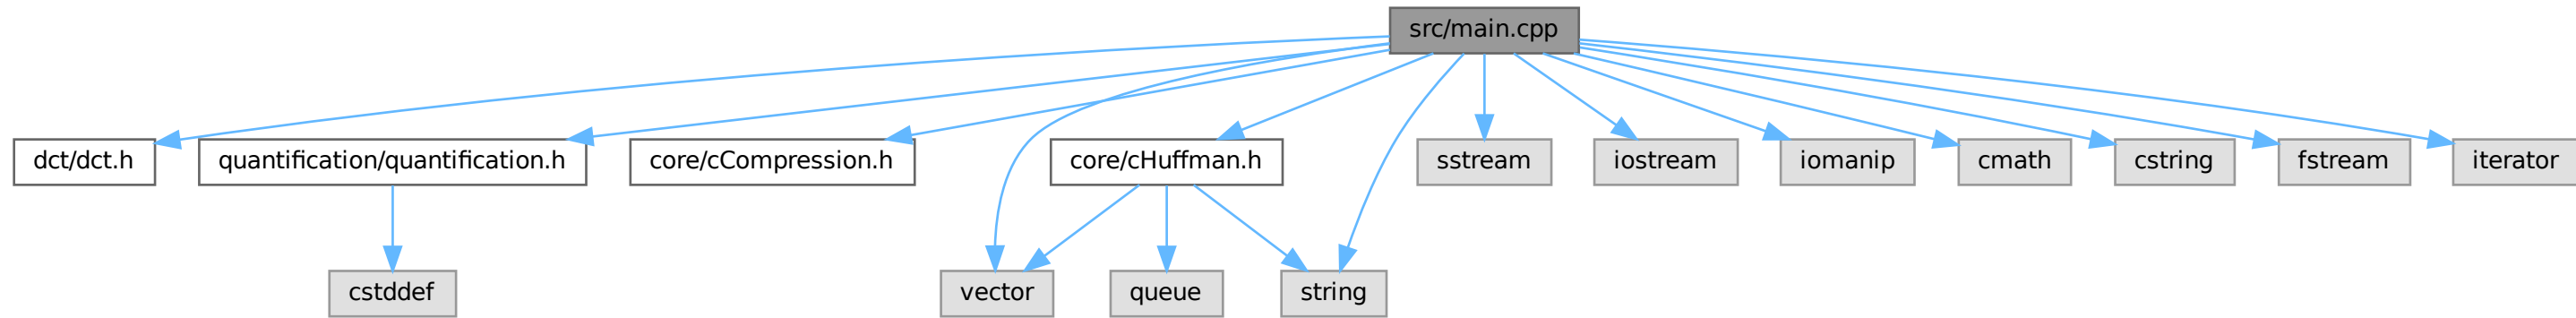 src/main.cpp
dct/dct.h
quantification/quantification.h
core/cCompression.h
core/cHuffman.h
sstream
iostream
iomanip
cmath
cstring
fstream
iterator
cstddef
vector
queue
string